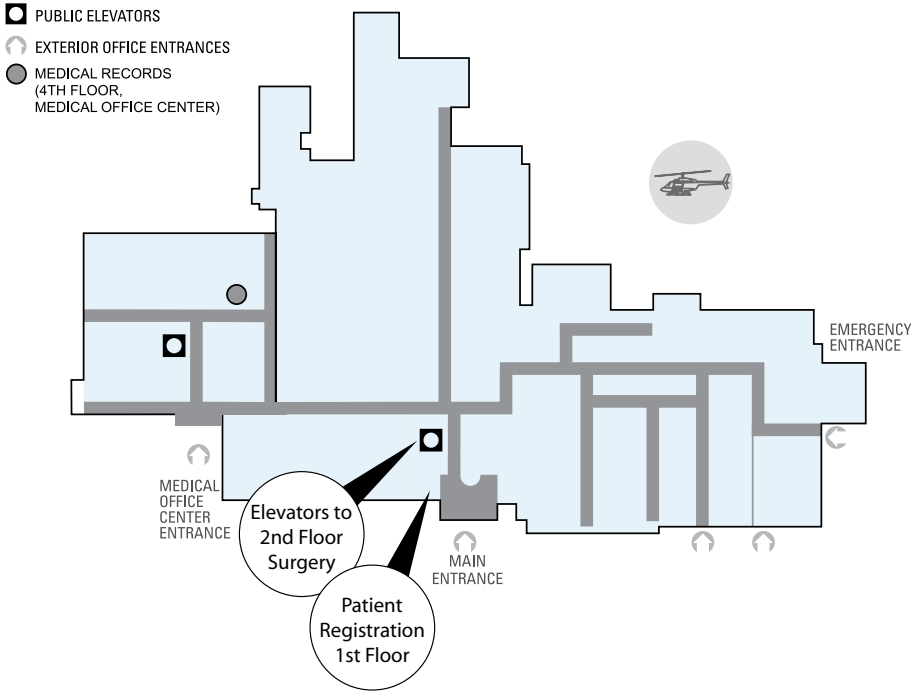 PUBLIC ELEVATORS
EXTERIOR OFFICE ENTRANCES
MEDICAL RECORDS
(4TH FLOOR,
MEDICAL OFFICE CENTER)
EMERGENCY
ENTRANCE
MEDICAL
OFFICE
CENTER
ENTRANCE
Elevators to
2nd Floor
Surgery
MAIN
ENTRANCE
Patient
Registration
1st Floor